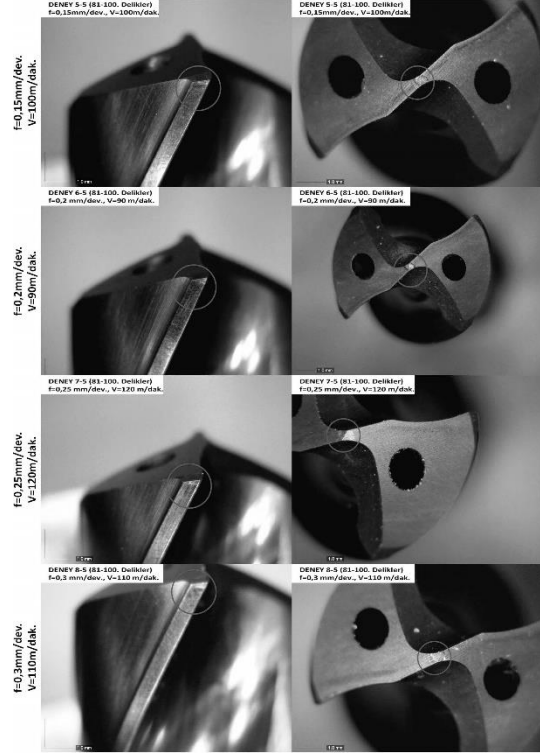 DENEY 5-5 (81-100. Delikler)
f=0,15mm/dev., V=100m/dak.
DENEY 5-5 (81-100. Delikler)
f=0,15mm/dev., V=100m/dak.
f=0,15mm/dev.
V=100m/dak.
DENEY 6-5 (81-100. Delikler)
f=0,2 mm/dev., V=90 m/dak.
DENEY 6-5 (81-100. Delikler)
f=0,2 mm/dev., V=90 m/dak.
f=0,2mm/dev.
V=90m/dak.
DENEY 7-5 (81-100. Delikler)
f=0,25 mm/dev., V=120 m/dak.
DENEY 7-5 (81-100. Delikler)
f=0,25 mm/dev., V=120 m/dak.
f=0,25mm/dev.
V=120m/dak.
DENEY 8-5 (81-100. Delikler)
f=0,3 mm/dev., V=110 m/dak.
DENEY 8-5 (81-100. Delikler)
f=0,3 mm/dev., V=110 m/dak.
f=0,3mm/dev.
V=110m/dak.